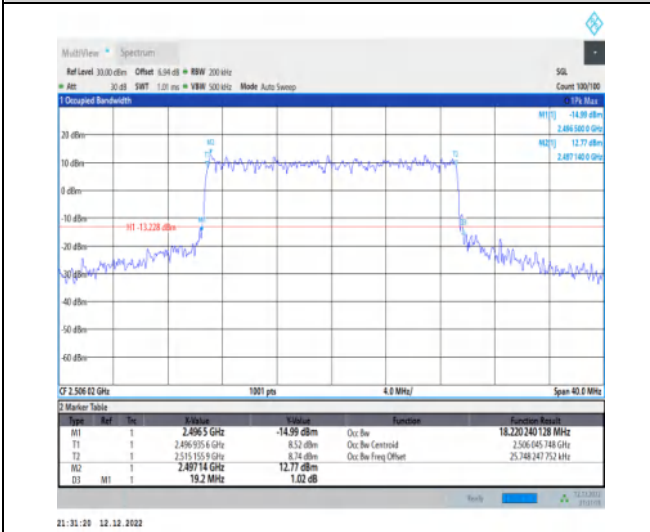 MultiView Spectrum
Ref Level 30.00 dBm Offset 6.94 dB RBW 200 kHz SGL
Att 30 dB SWT 1.01 ms VBW 500 kHz Mode Auto Sweep Count 100/100
1 Occupied Bandwidth 1Pk Max
M1[1] -14.99 dBm
2.496 500 0 GHz
M2[1] 12.77 dBm
2.497 140 0 GHz
20 dBm
M2
T1 T2
10 dBm
0 dBm
-10 dBm
H1 -13.228 dBm
-20 dBm
-30 dBm
-40 dBm
-50 dBm
-60 dBm
CF 2.506 02 GHz 1001 pts 4.0 MHz/ Span 40.0 MHz
2 Marker Table
Type Ref Trc X-Value Y-Value Function Function Result
M1 1 2.4965 GHz -14.99 dBm Occ Bw 18.220 240 128 MHz
T1 1 2.496 935 6 GHz 8.52 dBm Occ Bw Centroid 2.506 045 748 GHz
T2 1 2.515 155 9 GHz 8.74 dBm Occ Bw Freq Offset 25.748 247 752 kHz
M2 1 2.49714 GHz 12.77 dBm
D3 M1 1 19.2 MHz 1.02 dB
Ready 12.12.2022
21:31:20 12.12.2022